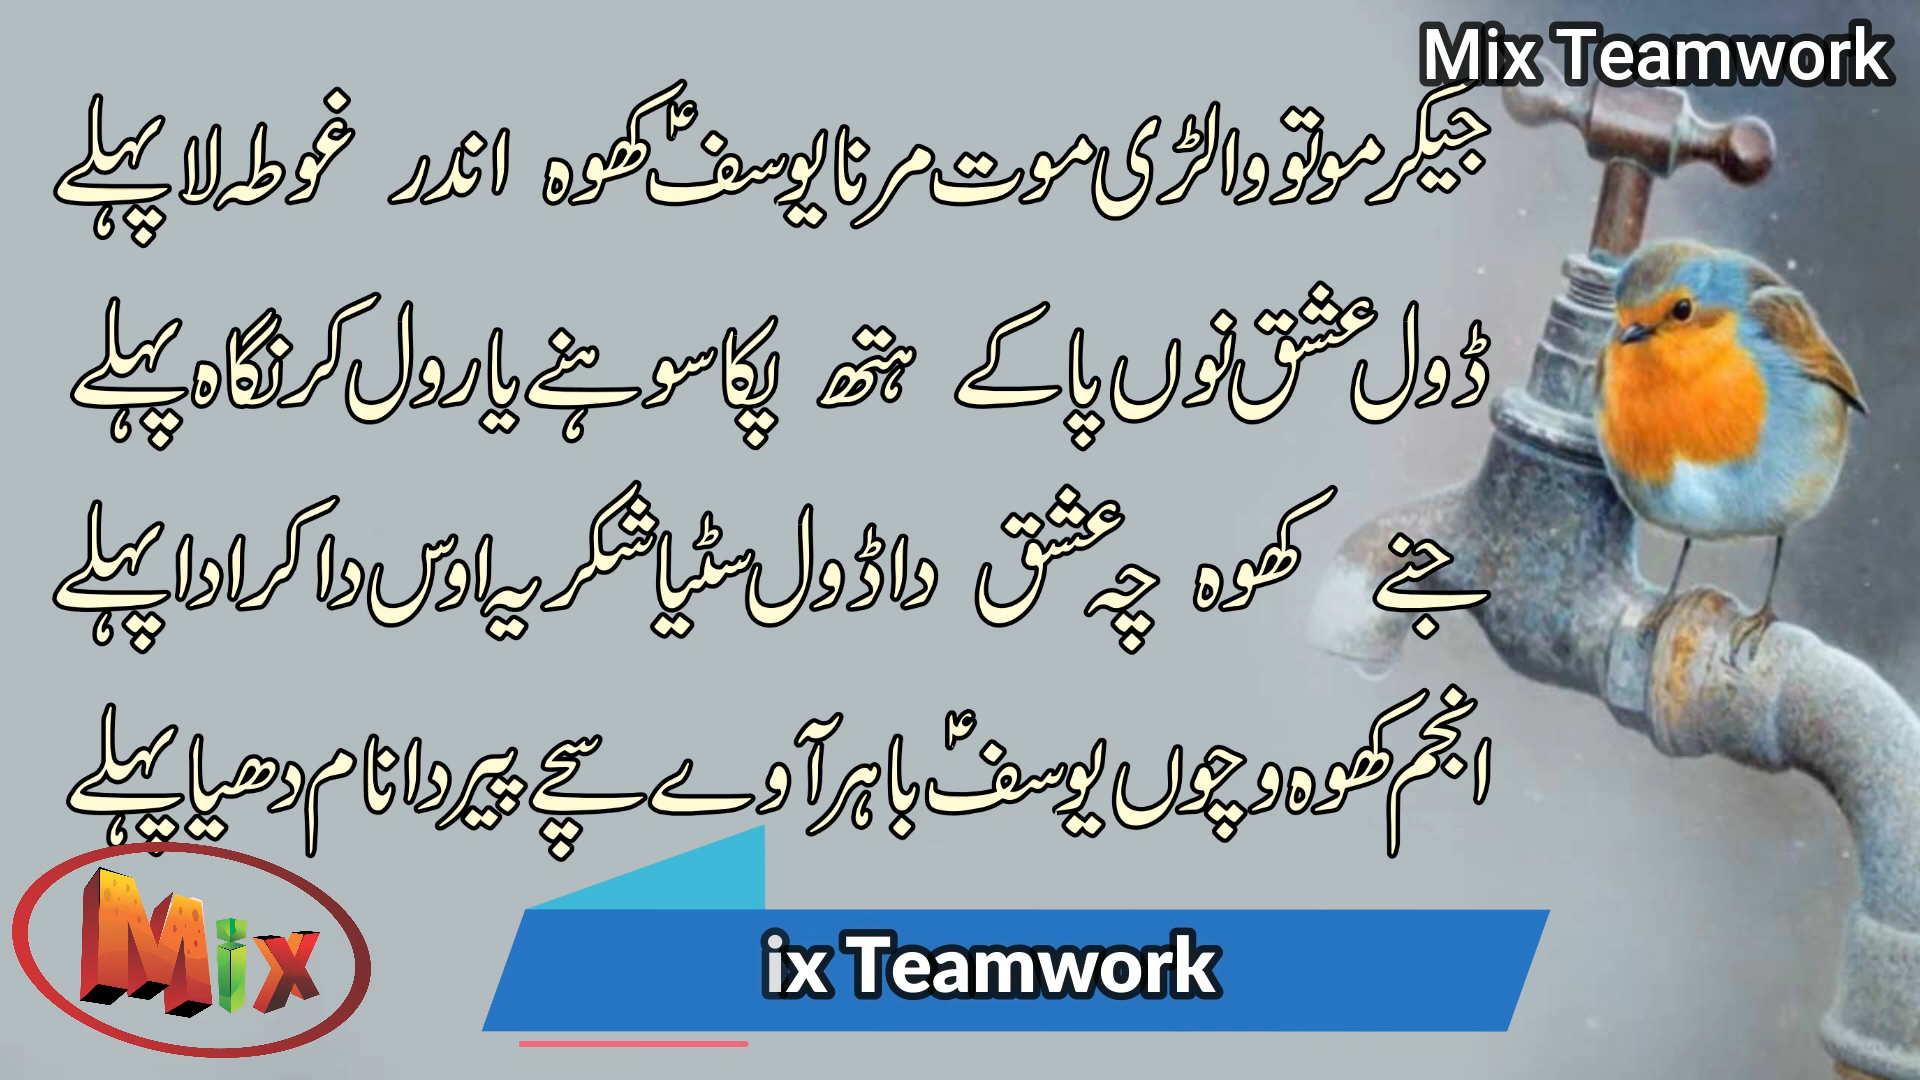 Mix Teamwork
جیکر موتو والڑی موت مرنا یوسفؑ کھوہ اندر غوطہ لا پہلے
ڈول عشق نوں پا کے ہتھ پکا سوہنے یار ول کر نگاہ پہلے
جنے کھوہ چہ عشق دا ڈول سٹیا شکریہ اوسّ دا کر ادا پہلے
انجم کھوہ وچوں یوسفؑ باہر آوے سچے پیر دا نام دھیا پہلے
Mix
ix Teamwork